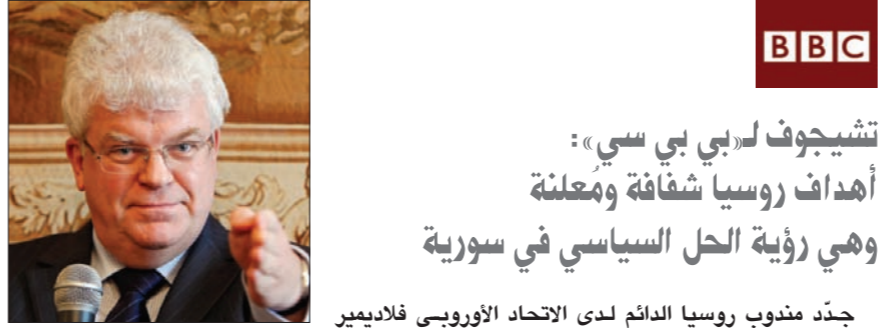 BBC
تشيجوف لـ«بي بي سي»:
أهداف روسيا شفافة ومُعلنة
وهي رؤية الحل السياسي في سورية
جدّد مندوب روسيا الدائم لدى الاتحاد الأوروبي فلاديمير